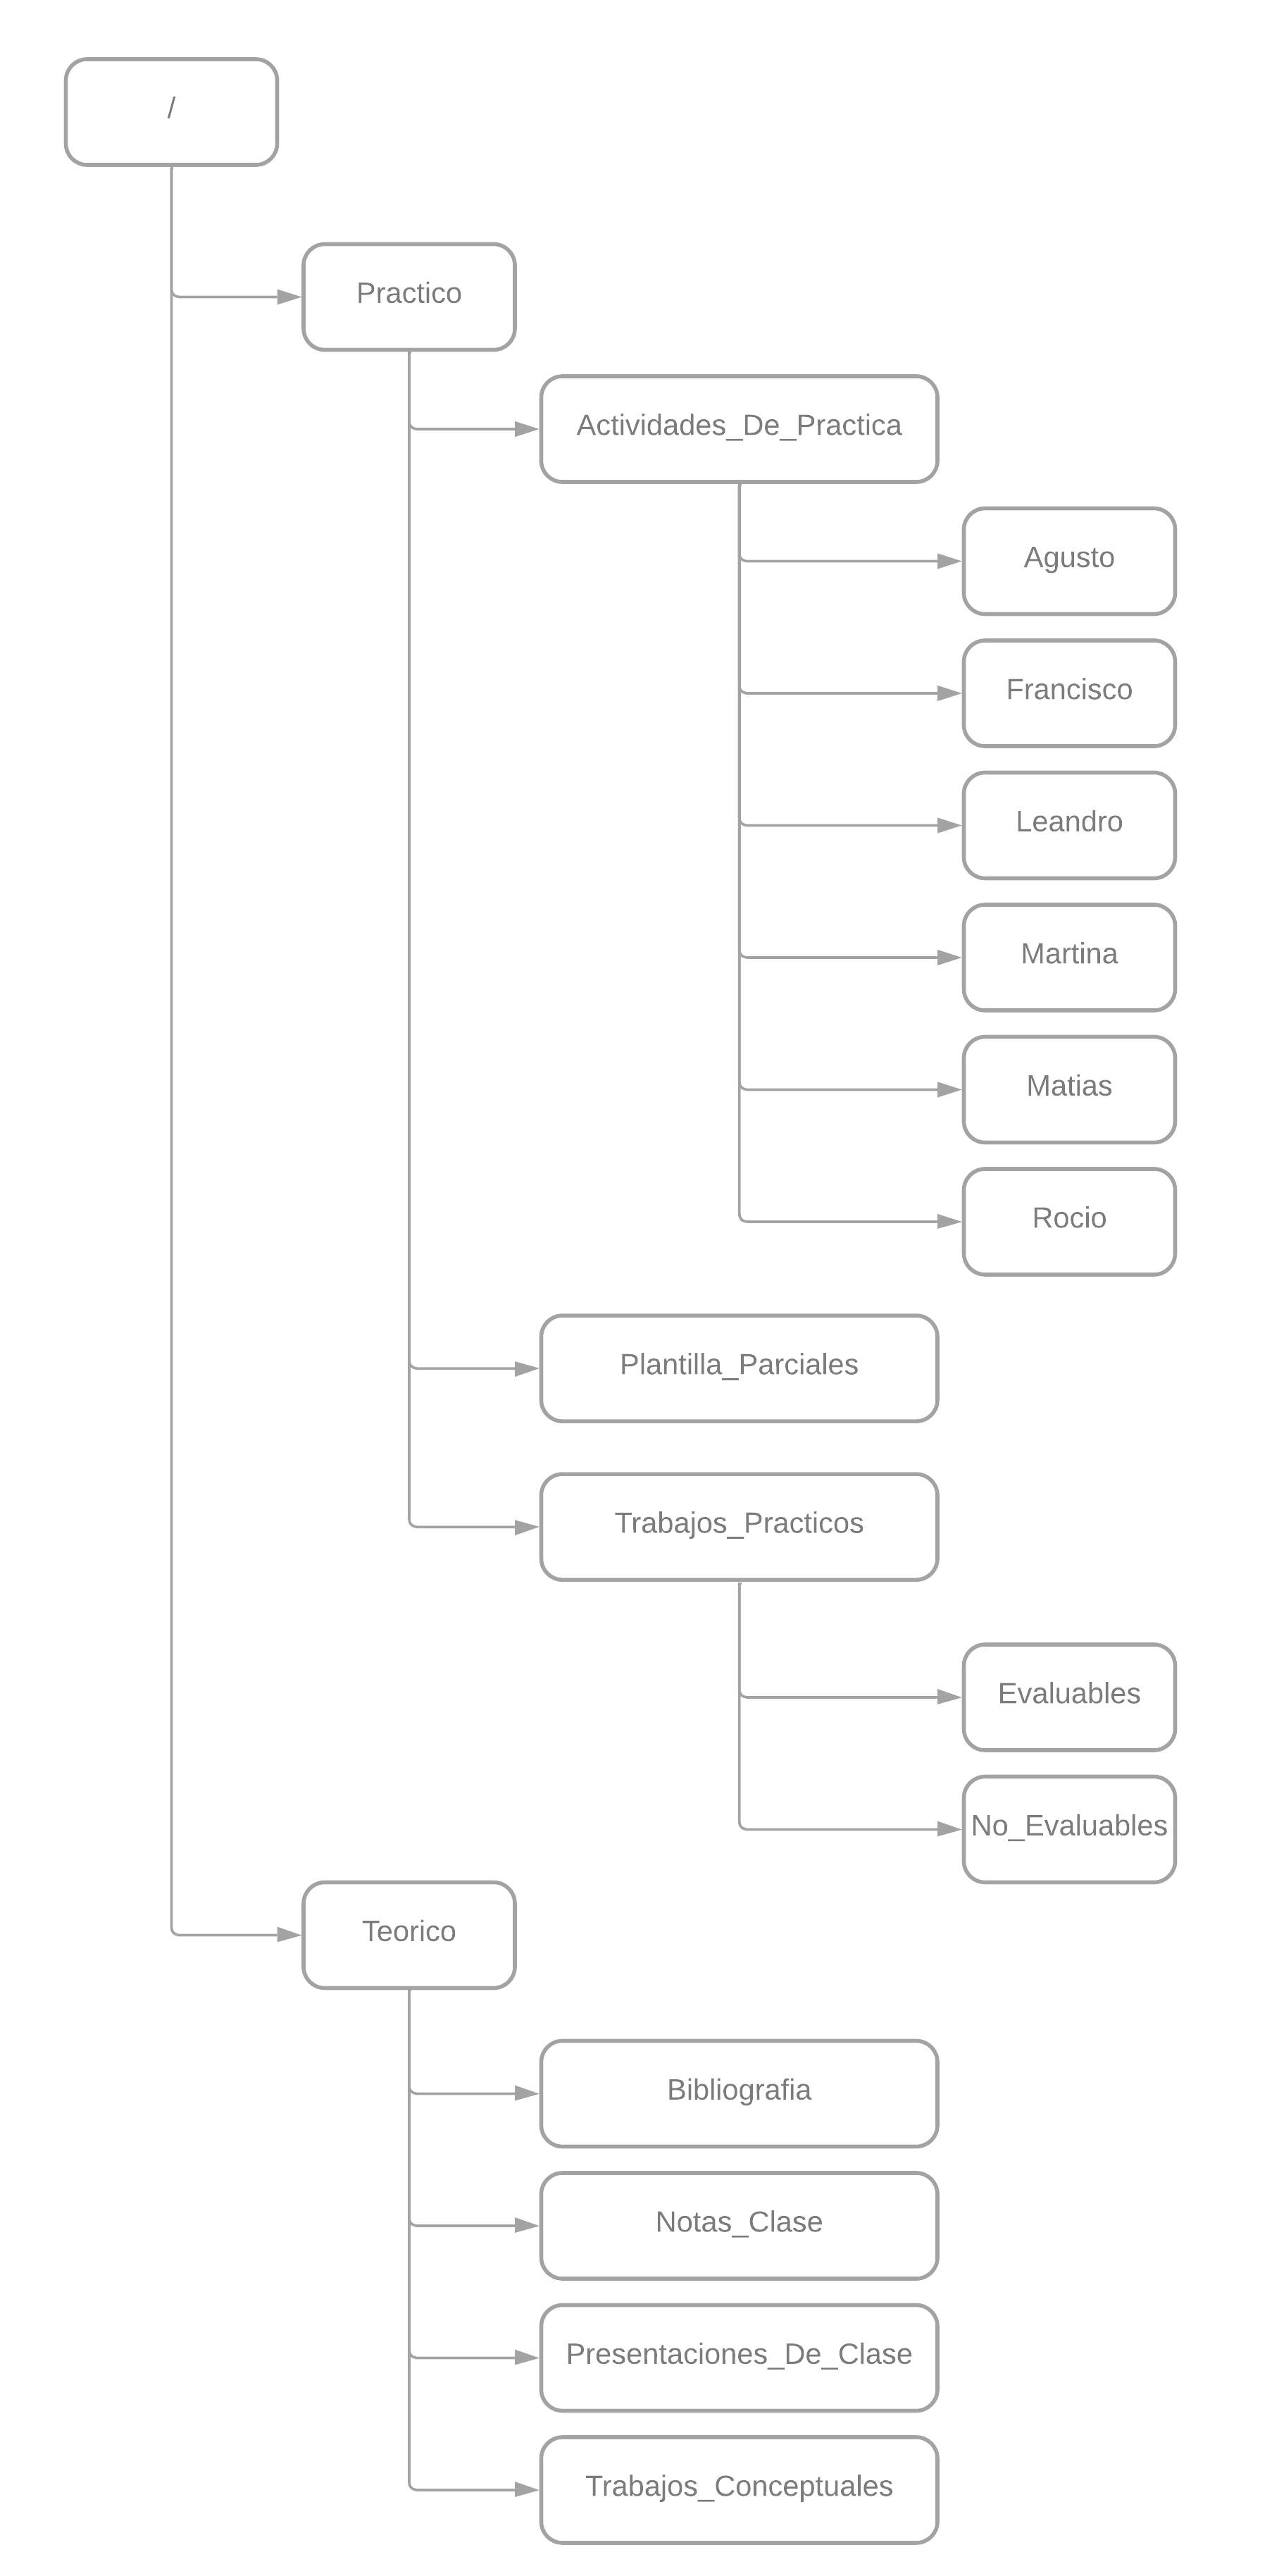 /
Practico
Actividades_De_Practica
Agusto
Francisco
Leandro
Martina
Matias
Rocio
Plantilla_Parciales
Trabajos_Practicos
Evaluables
No_Evaluables
Teorico
Bibliografia
Notas_Clase
Presentaciones_De_Clase
Trabajos_Conceptuales